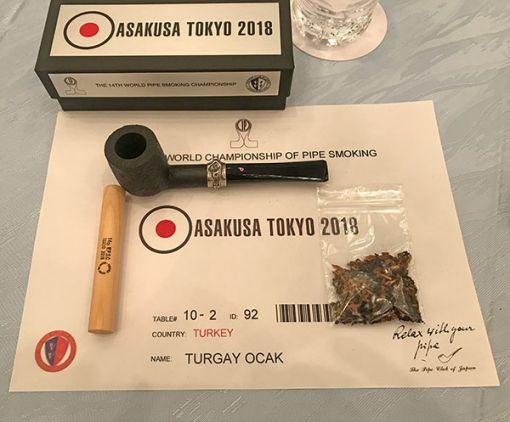 ASAKUSA TOKYO 2018
THE 14TH WORLD PIPE SMOKING CHAMPIONSHIP
WORLD CHAMPIONSHIP OF PIPE SMOKING
ASAKUSA TOKYO 2018
TABLE# 10-2 ID: 92
COUNTRY: TURKEY
NAME: TURGAY OCAK
Relax with your
pipe
The Pipe Club of Japan